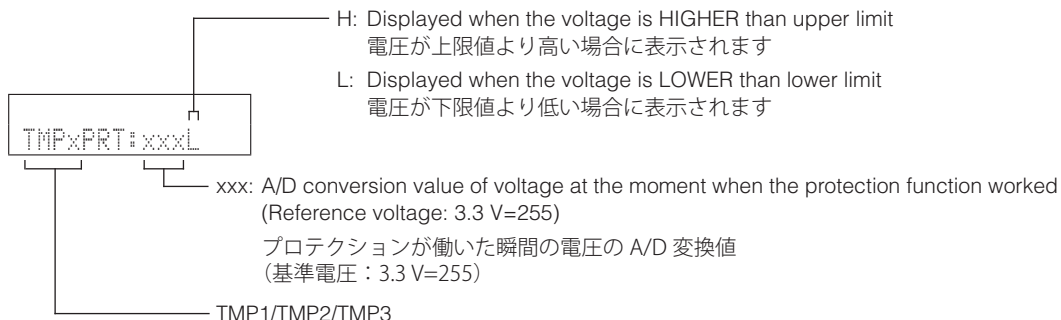 H: Displayed when the voltage is HIGHER than upper limit
電圧が上限値より高い場合に表示されます
L: Displayed when the voltage is LOWER than lower limit
電圧が下限値より低い場合に表示されます
TMPxPRT:xxxL
xxx: A/D conversion value of voltage at the moment when the protection function worked
(Reference voltage: 3.3 V=255)
プロテクションが働いた瞬間の電圧の A/D 変換値
（基準電圧：3.3 V=255）
TMP1/TMP2/TMP3